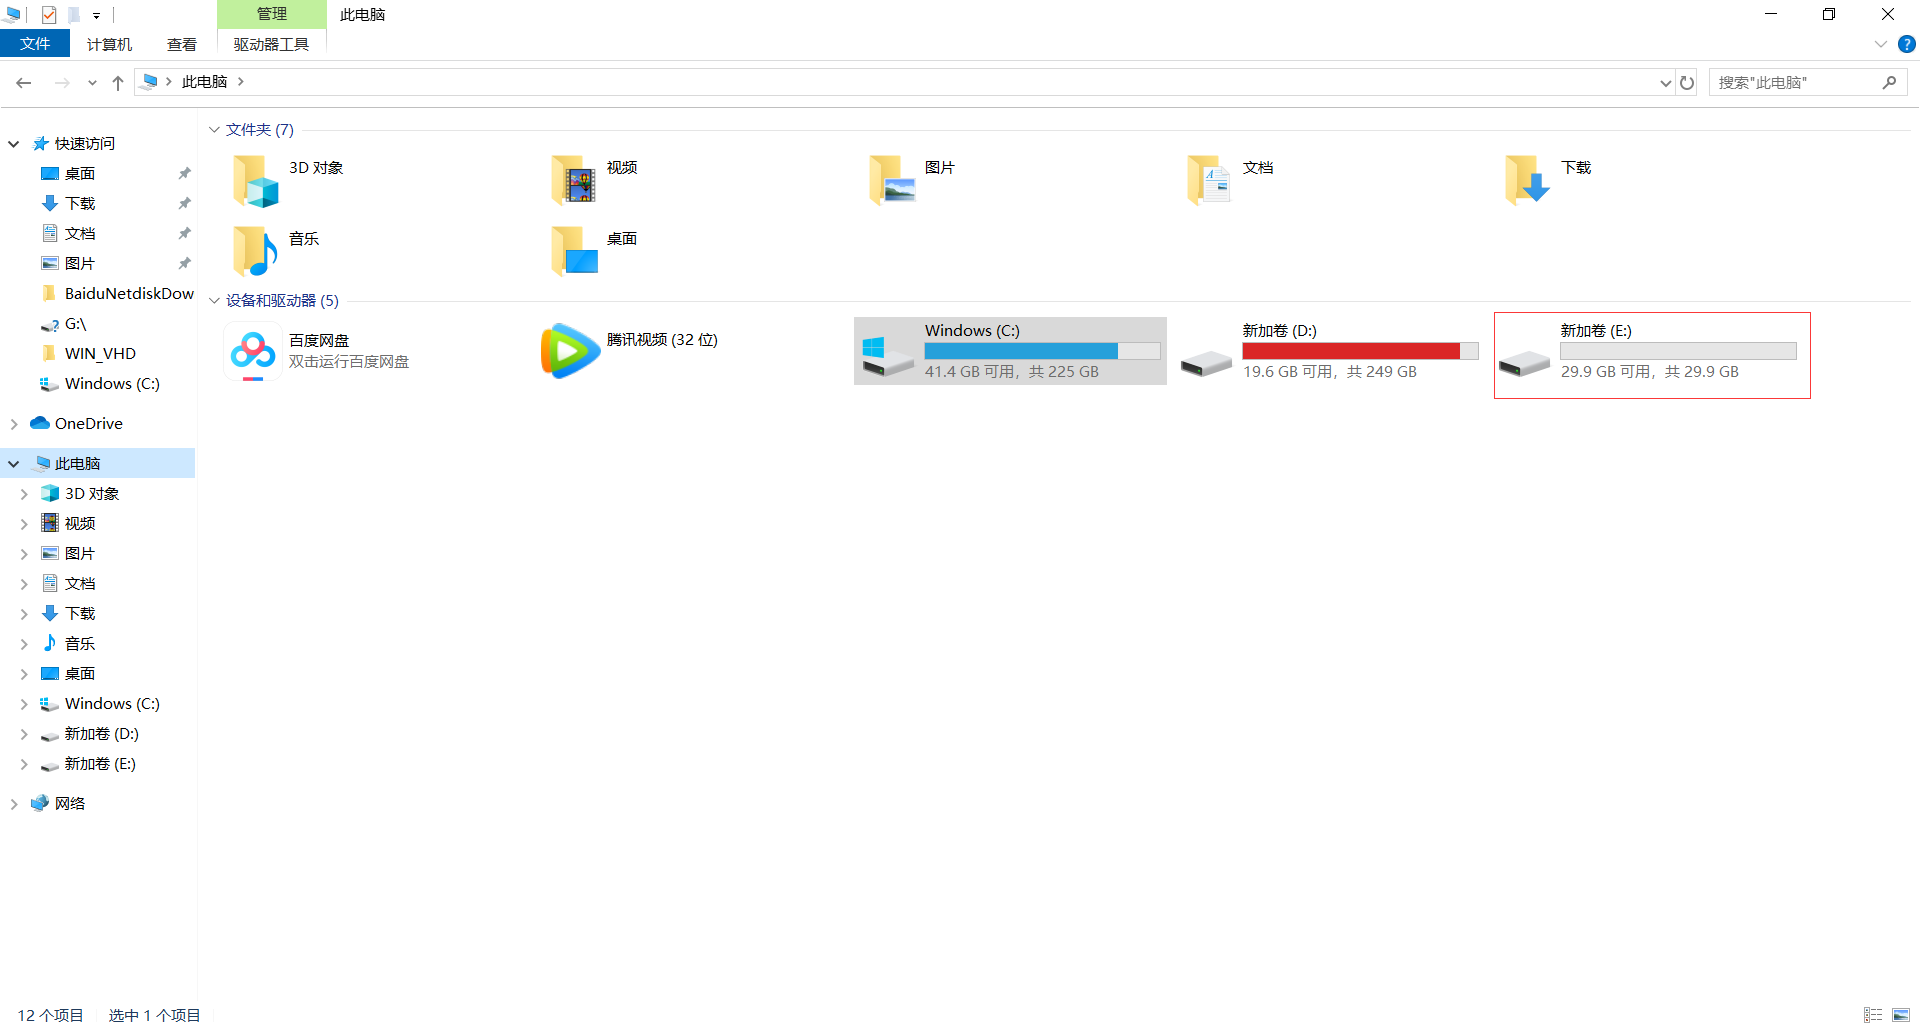 管理
此电脑
文件
计算机
查看
驱动器工具
此电脑
搜索"此电脑"
快速访问
桌面
下载
文档
图片
BaiduNetdiskDow
G:\
WIN_VHD
Windows (C:)
OneDrive
此电脑
3D 对象
视频
图片
文档
下载
音乐
桌面
Windows (C:)
新加卷 (D:)
新加卷 (E:)
网络
文件夹 (7)
3D 对象
视频
图片
文档
下载
音乐
桌面
设备和驱动器 (5)
百度网盘
双击运行百度网盘
腾讯视频 (32 位)
Windows (C:)
41.4 GB 可用，共 225 GB
新加卷 (D:)
19.6 GB 可用，共 249 GB
新加卷 (E:)
29.9 GB 可用，共 29.9 GB
12 个项目
选中 1 个项目